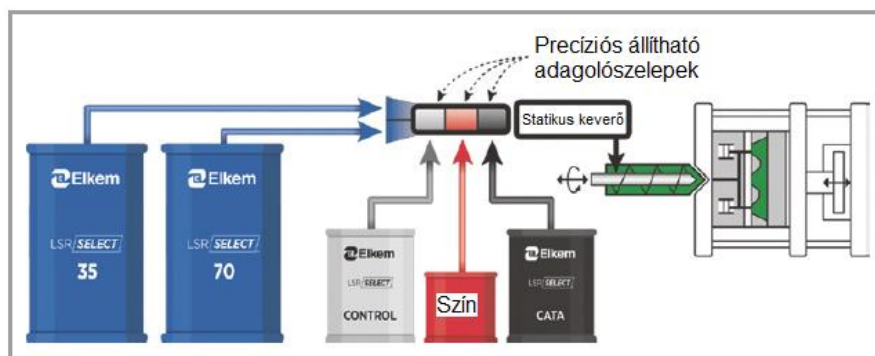 Precíziós állítható
adagolószelepek
Statikus keverő
Elkem
LSR/SELECT
35
Elkem
LSR/SELECT
70
Elkem
LSR/SELECT
CONTROL
Szín
Elkem
LSR/SELECT
CATA